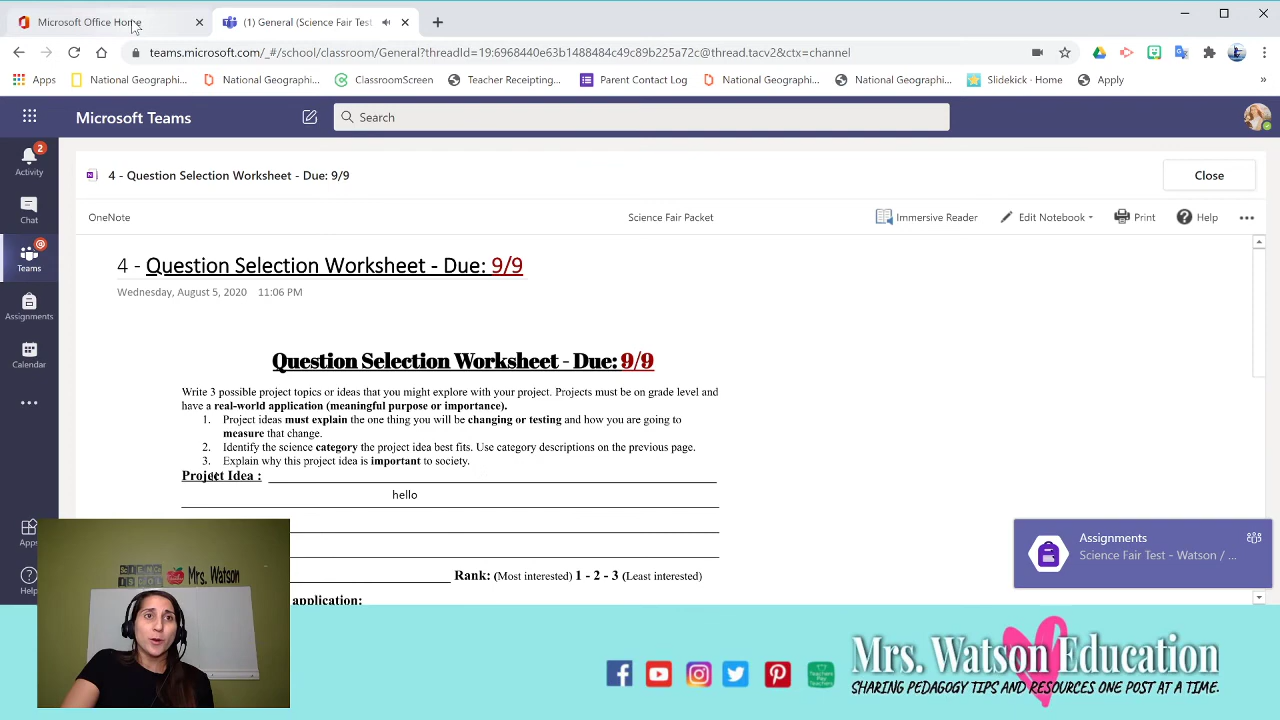 Microsoft Office Home
(1) General (Science Fair Test
teams.microsoft.com/_#/school/classroom/General?threadId=19:6e98440e63b1488484c49c89b225a72c@thread.tacv2&ctx=channel
Apps
National Geographi...
National Geographi...
ClassroomScreen
Teacher Receipting...
Parent Contact Log
National Geographi...
National Geographi...
Slidekick - Home
Apply
»
Microsoft Teams
Search
2
Activity
Chat
Teams
Assignments
Calendar
Apps
Help
4 - Question Selection Worksheet - Due: 9/9
Close
OneNote
Science Fair Packet
Immersive Reader
Edit Notebook
Print
Help
4 - Question Selection Worksheet - Due: 9/9
Wednesday, August 5, 2020 11:06 PM
Question Selection Worksheet - Due: 9/9
Write 3 possible project topics or ideas that you might explore with your project. Projects must be on grade level and
have a real-world application (meaningful purpose or importance).
1. Project ideas must explain the one thing you will be changing or testing and how you are going to
measure that change.
2. Identify the science category the project idea best fits. Use category descriptions on the previous page.
3. Explain why this project idea is important to society.
Project Idea :
hello
Rank: (Most interested) 1 - 2 - 3 (Least interested)
application:
Assignments
Science Fair Test - Watson / ...
SCIENCE
IS COOL
Mrs. Watson
Mrs. Watson Education
SHARING PEDAGOGY TIPS AND RESOURCES ONE POST AT A TIME.